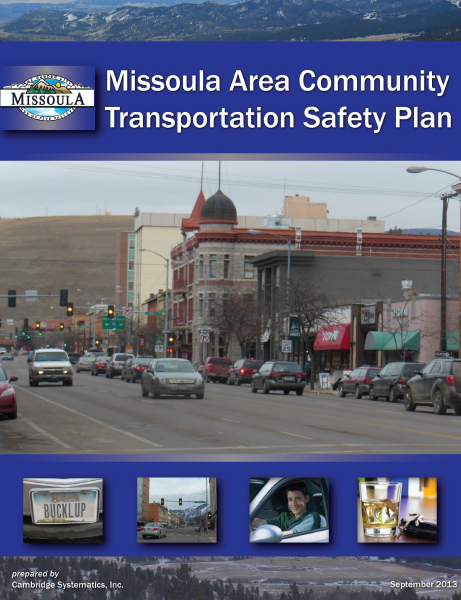 Missoula Area Community
Transportation Safety Plan
MISSOULA
BUCKLUP
prepared by
Cambridge Systematics, Inc.
September 2013